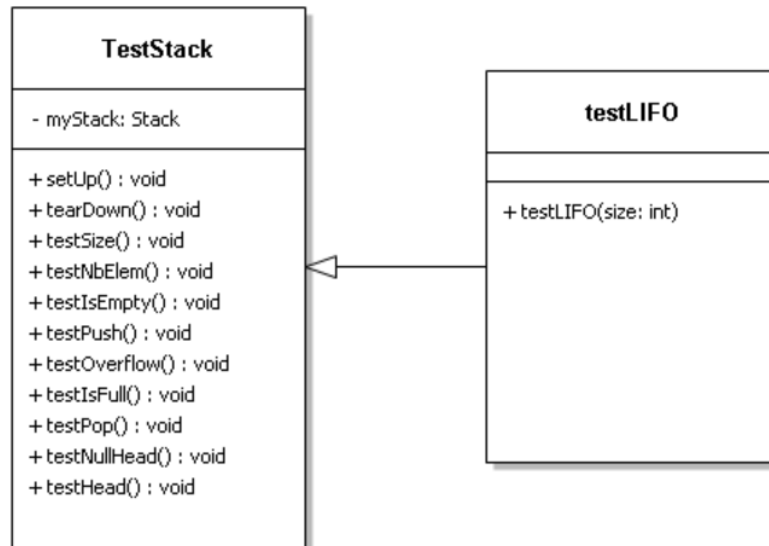 TestStack
- myStack: Stack
+ setUp() : void
+ tearDown() : void
+ testSize() : void
+ testNbElem() : void
+ testIsEmpty() : void
+ testPush() : void
+ testOverflow() : void
+ testIsFull() : void
+ testPop() : void
+ testNullHead() : void
+ testHead() : void
testLIFO
+ testLIFO(size: int)